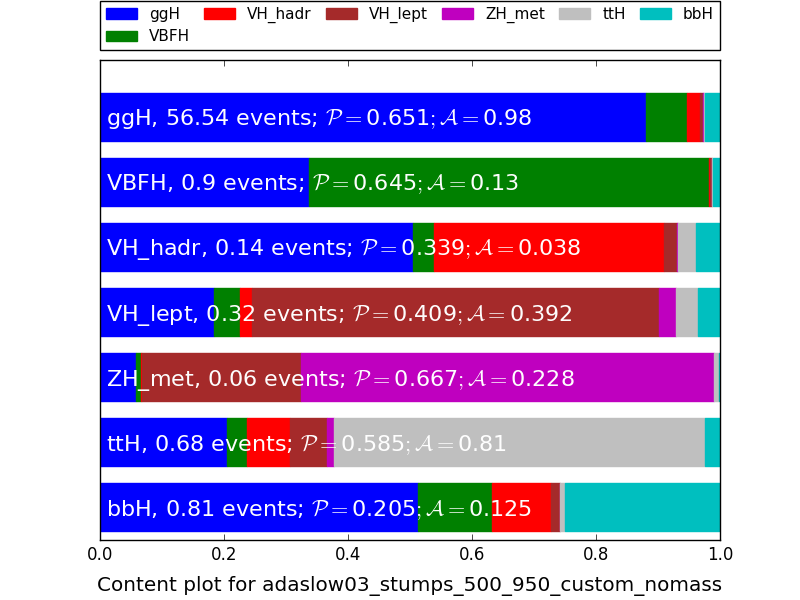 ggH VH_hadr VH_lept ZH_met ttH bbH
VBFH
ggH, 56.54 events; 𝒫 = 0.651; 𝒜 = 0.98
VBFH, 0.9 events; 𝒫 = 0.645; 𝒜 = 0.13
VH_hadr, 0.14 events; 𝒫 = 0.339; 𝒜 = 0.038
VH_lept, 0.32 events; 𝒫 = 0.409; 𝒜 = 0.392
ZH_met, 0.06 events; 𝒫 = 0.667; 𝒜 = 0.228
ttH, 0.68 events; 𝒫 = 0.585; 𝒜 = 0.81
bbH, 0.81 events; 𝒫 = 0.205; 𝒜 = 0.125
0.0 0.2 0.4 0.6 0.8 1.0
Content plot for adaslow03_stumps_500_950_custom_nomass